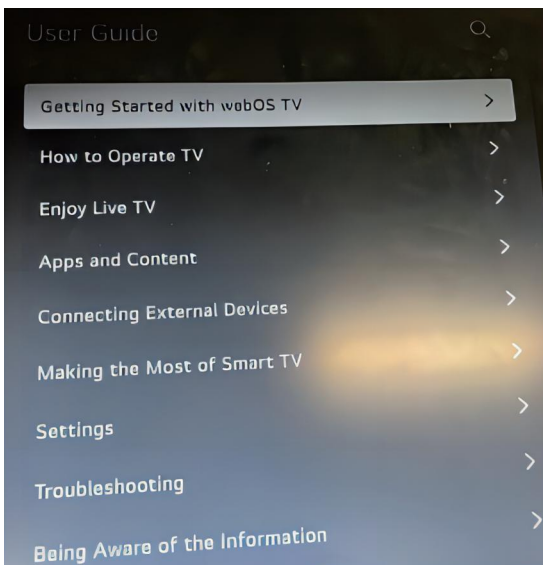 User Guide
Getting Started with webOS TV
How to Operate TV
Enjoy Live TV
Apps and Content
Connecting External Devices
Making the Most of Smart TV
Settings
Troubleshooting
Being Aware of the Information